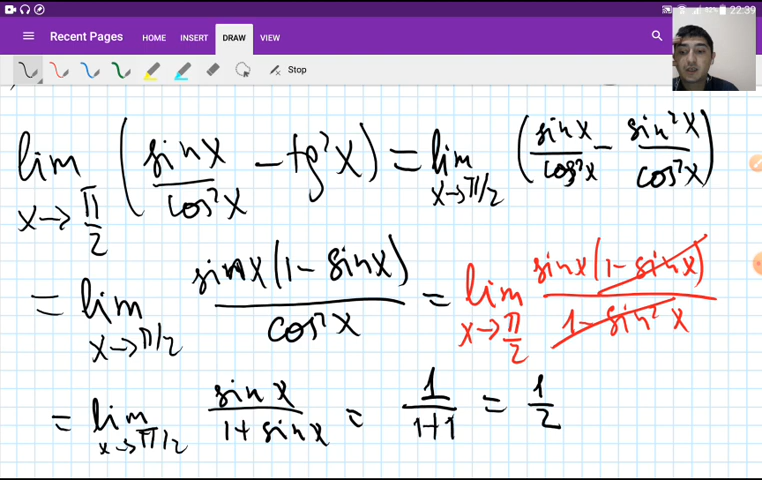 22:39
Recent Pages HOME INSERT DRAW VIEW
Stop
lim x→π/2 (sinx/cos²x − tg²x) = lim x→π/2 (sinx/cos²x − sin²x/cos²x)
= lim x→π/2 sinx(1−sinx)/cos²x = lim x→π/2 sinx(1−sinx)/1−sin²x
= lim x→π/2 sinx/1+sinx = 1/1+1 = 1/2